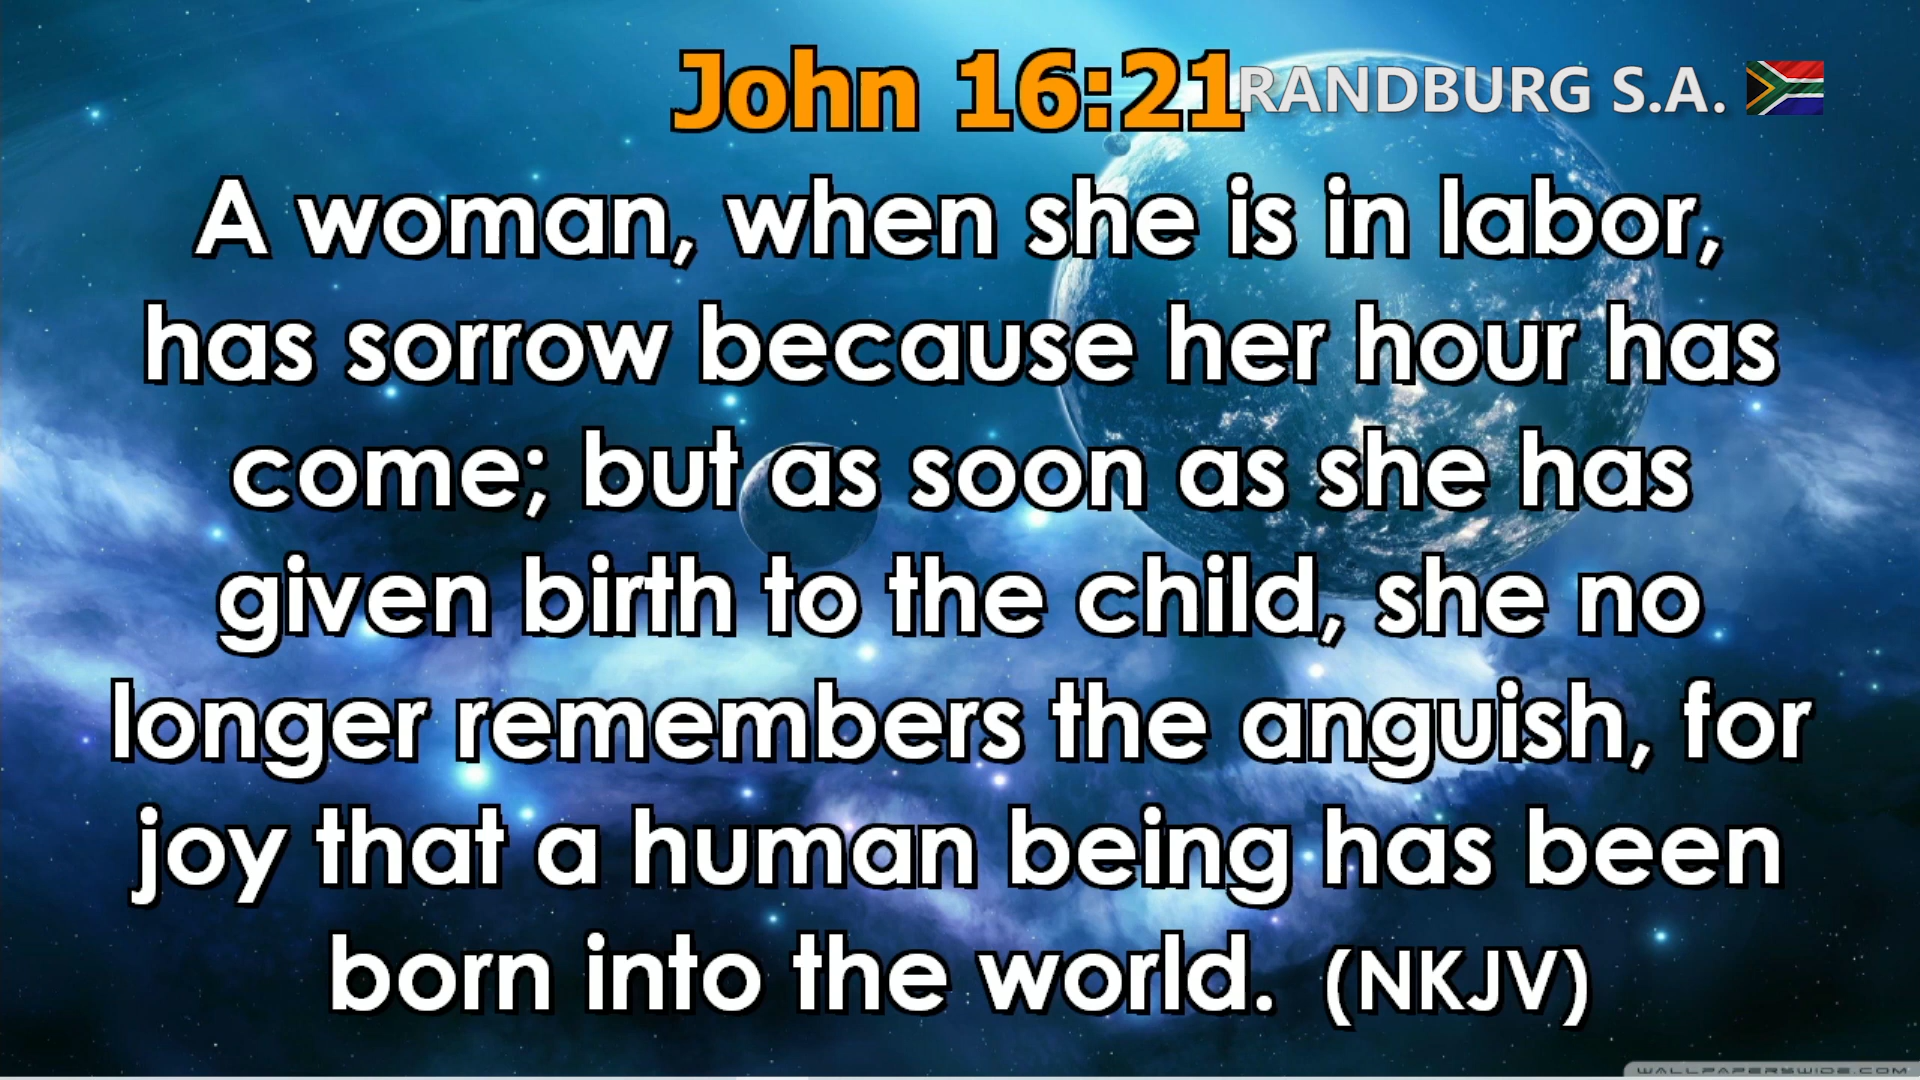 John 16:21 RANDBURG S.A.
A woman, when she is in labor,
has sorrow because her hour has
come; but as soon as she has
given birth to the child, she no
longer remembers the anguish, for
joy that a human being has been
born into the world. (NKJV)
WALLPAPERSWIDE.COM